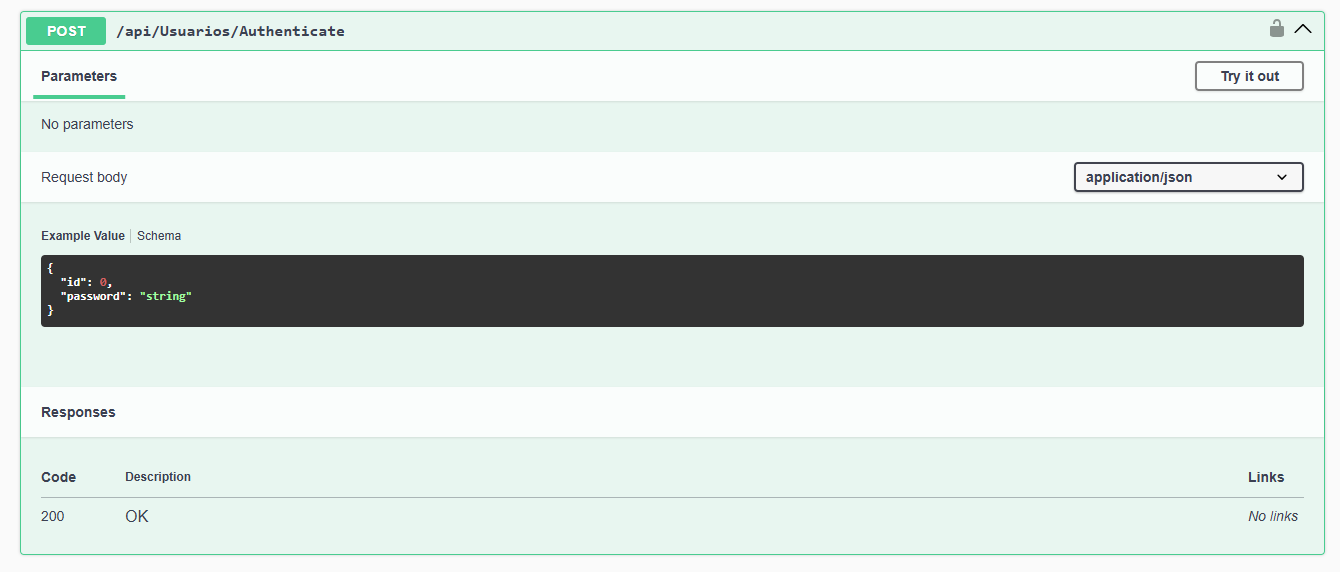 POST /api/Usuarios/Authenticate
Parameters Try it out
No parameters
Request body application/json
Example Value Schema
{
"id": 0,
"password": "string"
}
Responses
Code Description Links
200 OK No links